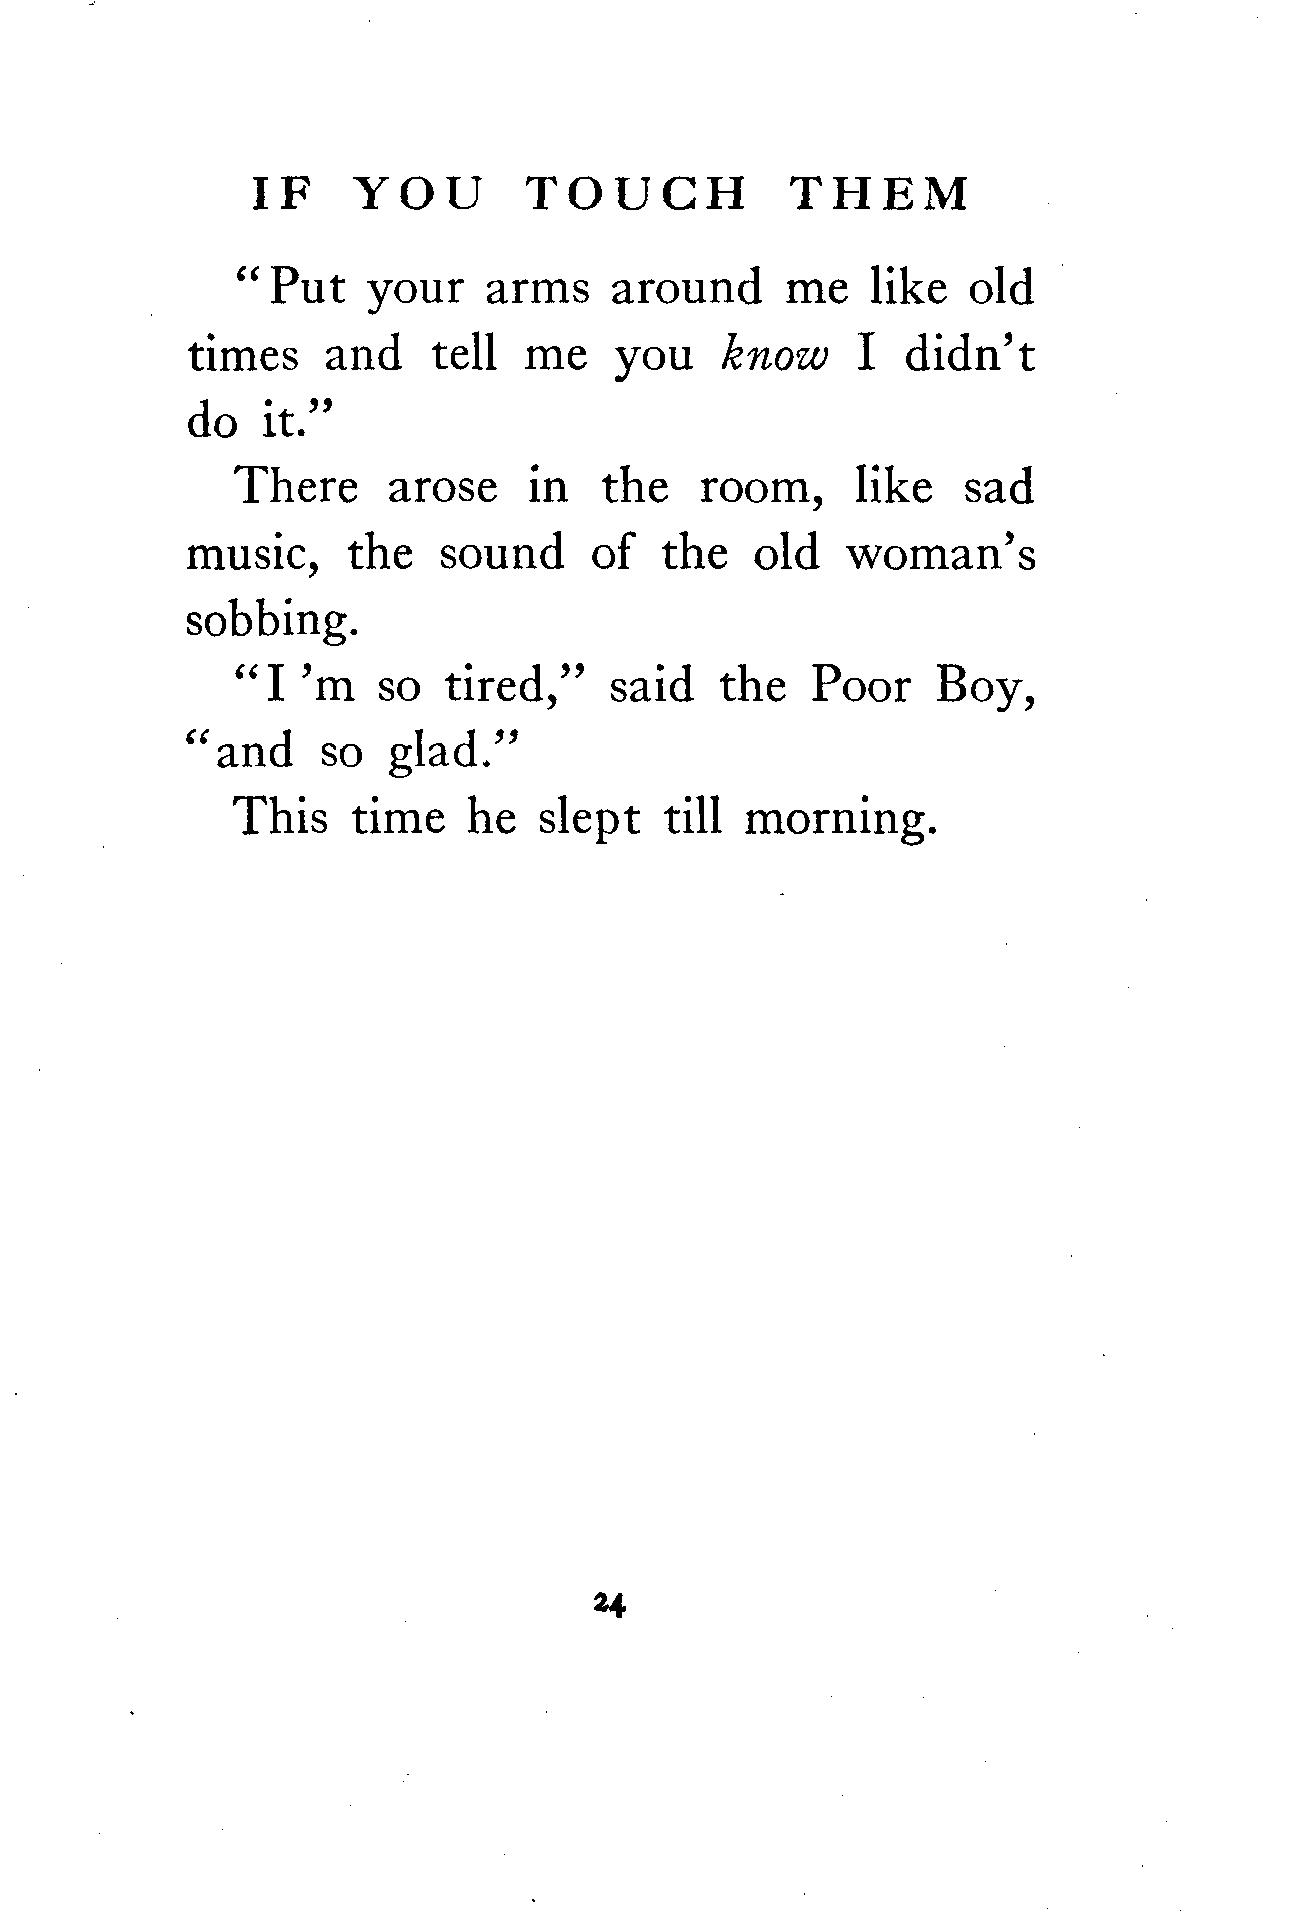 IF YOU TOUCH THEM
“Put your arms around me like old
times and tell me you know I didn’t
do it.”
There arose in the room, like sad
music, the sound of the old woman’s
sobbing.
“I ’m so tired,” said the Poor Boy,
“and so glad.”
This time he slept till morning.
24